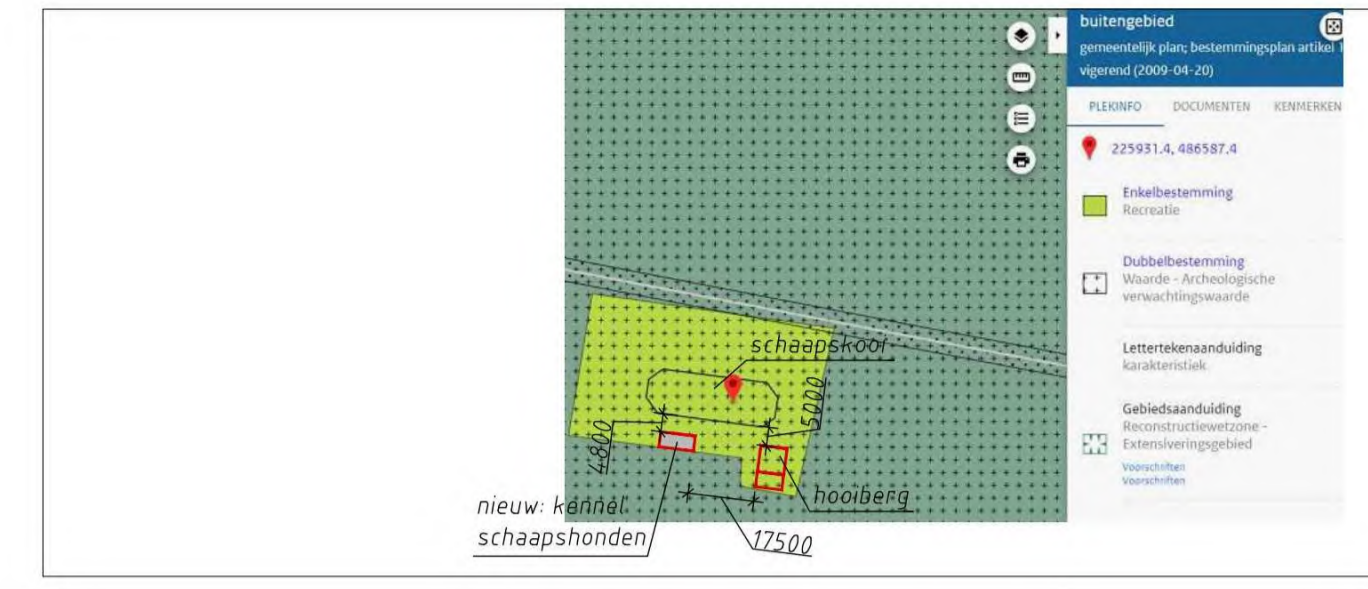 buitengebied
gemeentelijk plan; bestemmingsplan artikel 1
vigerend (2009-04-20)
PLEKINFO DOCUMENTEN KENMERKEN
225931.4, 486587.4
Enkelbestemming
Recreatie
Dubbelbestemming
Waarde - Archeologische
verwachtingswaarde
Lettertekenaanduiding
karakteristiek
Gebiedsaanduiding
Reconstructiewetzone -
Extensiveringsgebied
Voorschriften
Voorschriften
schaapskooi
5000
4800
hooiberg
nieuw: kennel
schaapshonden
17500